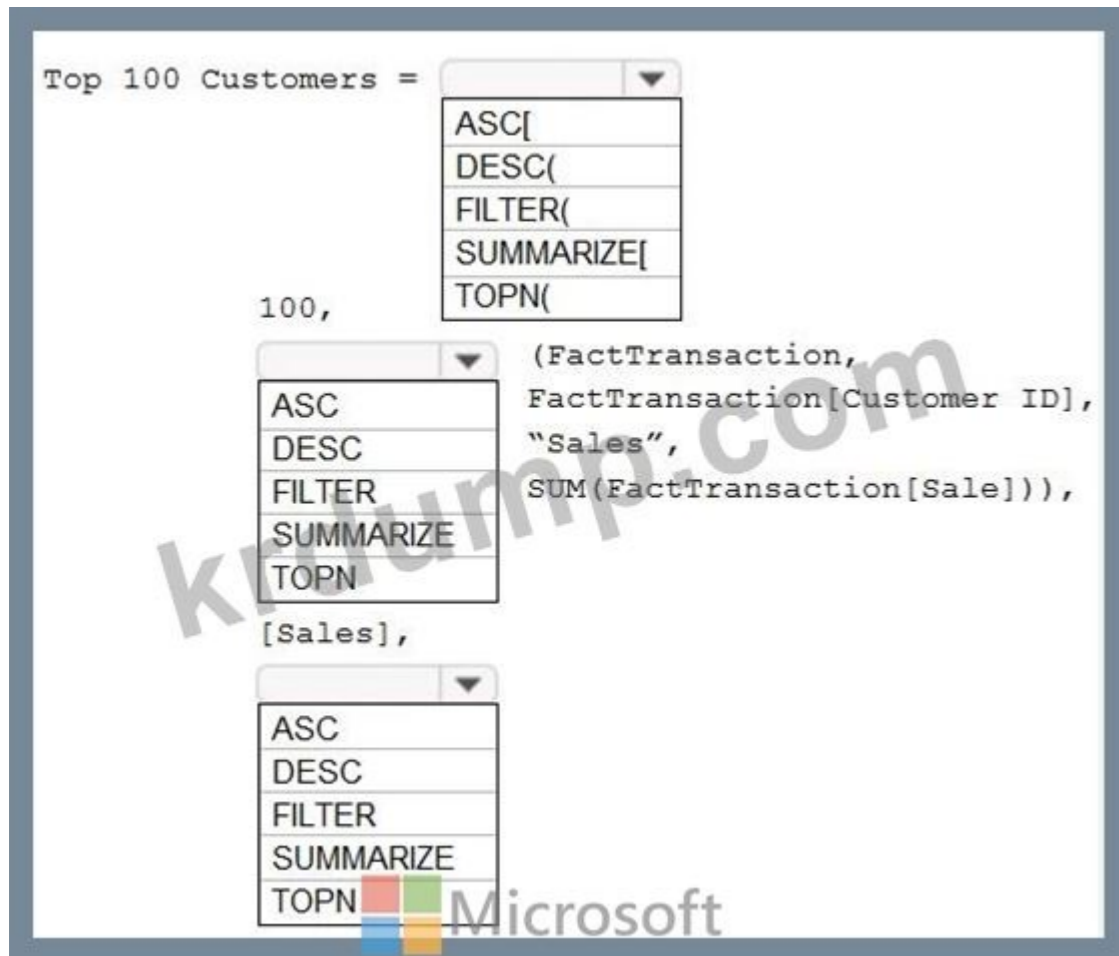 Top 100 Customers =
ASC[
DESC(
FILTER(
SUMMARIZE[
TOPN(
100,
(FactTransaction,
FactTransaction[Customer ID],
“Sales”,
SUM(FactTransaction[Sale])),
ASC
DESC
FILTER
SUMMARIZE
TOPN
[Sales],
ASC
DESC
FILTER
SUMMARIZE
TOPN
krdump.com
Microsoft